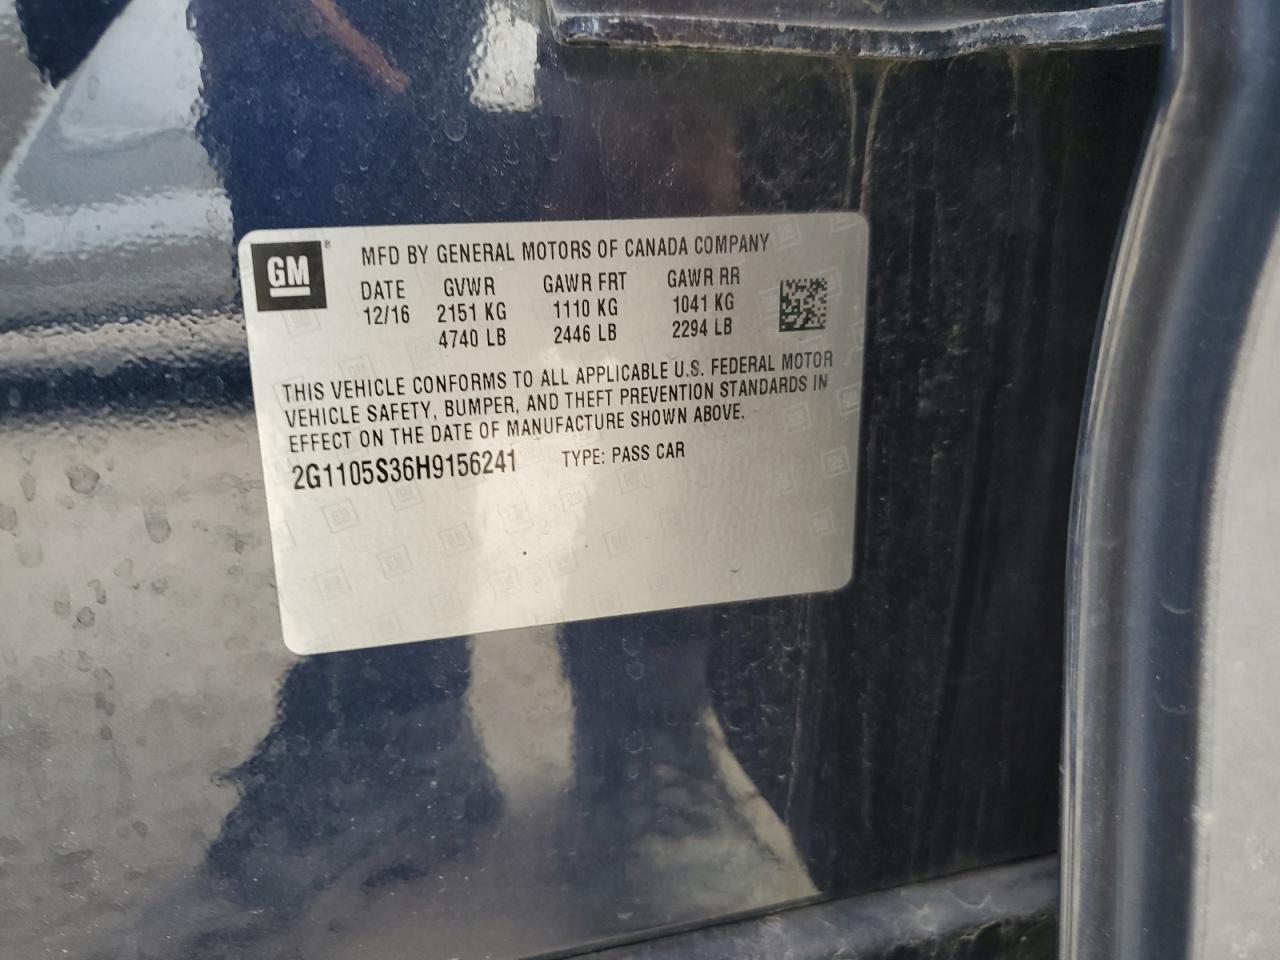 GM ® MFD BY GENERAL MOTORS OF CANADA COMPANY
DATE GVWR GAWR FRT GAWR RR
12/16 2151 KG 1110 KG 1041 KG
4740 LB 2446 LB 2294 LB
THIS VEHICLE CONFORMS TO ALL APPLICABLE U.S. FEDERAL MOTOR
VEHICLE SAFETY, BUMPER, AND THEFT PREVENTION STANDARDS IN
EFFECT ON THE DATE OF MANUFACTURE SHOWN ABOVE.
2G1105S36H9156241 TYPE: PASS CAR